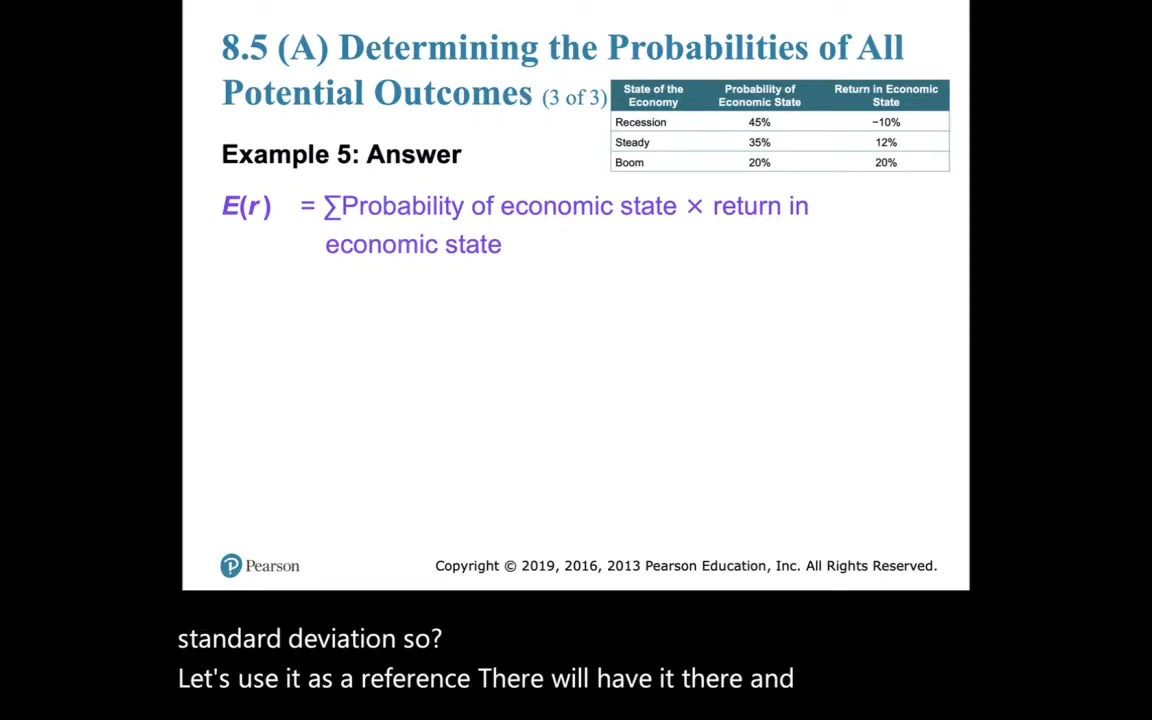 8.5 (A) Determining the Probabilities of All
Potential Outcomes (3 of 3)
State of the Economy Probability of Economic State Return in Economic State
Recession 45% −10%
Steady 35% 12%
Boom 20% 20%
Example 5: Answer
E(r) = ∑Probability of economic state × return in
economic state
Pearson
Copyright © 2019, 2016, 2013 Pearson Education, Inc. All Rights Reserved.
standard deviation so?
Let's use it as a reference There will have it there and